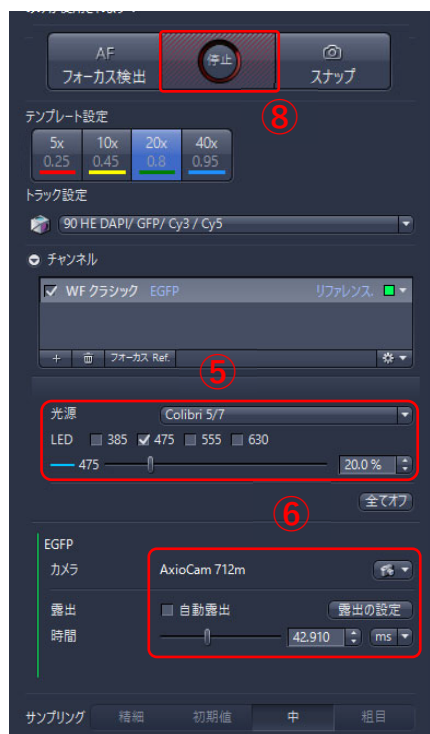 AF
フォーカス検出
停止
スナップ
⑧
テンプレート設定
5x 10x 20x 40x
0.25 0.45 0.8 0.95
トラック設定
90 HE DAPI/ GFP/ Cy3 / Cy5
チャンネル
WF クラシック EGFP リファレンス.
+ フォーカス Ref.
⑤
光源 Colibri 5/7
LED 385 475 555 630
475 20.0 %
全てオフ
⑥
EGFP
カメラ AxioCam 712m
露出 自動露出 露出の設定
時間 42.910 ms
サンプリング 精細 初期値 中 粗目